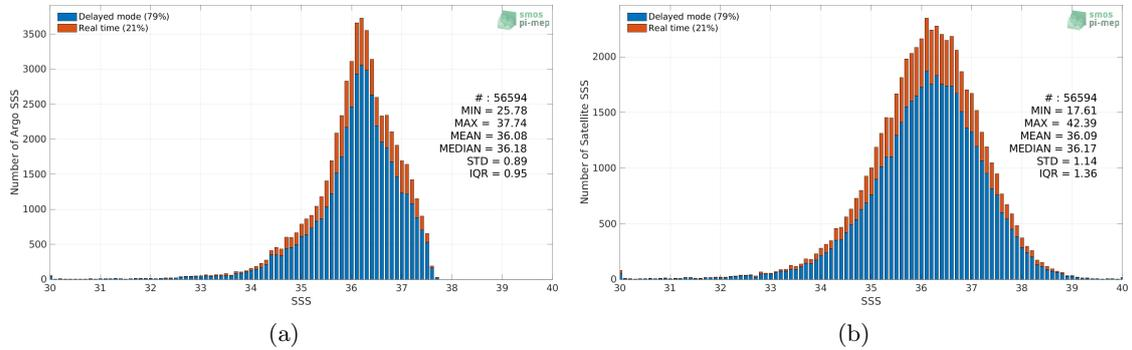 Delayed mode (79%)
Real time (21%)
smos
pi-mep
3500
3000
2500
2000
1500
1000
500
0
Number of Argo SSS
# : 56594
MIN = 25.78
MAX = 37.74
MEAN = 36.08
MEDIAN = 36.18
STD = 0.89
IQR = 0.95
30 31 32 33 34 35 36 37 38 39 40
SSS
(a)
Delayed mode (79%)
Real time (21%)
smos
pi-mep
2000
1500
1000
500
0
Number of Satellite SSS
# : 56594
MIN = 17.61
MAX = 42.39
MEAN = 36.09
MEDIAN = 36.17
STD = 1.14
IQR = 1.36
30 31 32 33 34 35 36 37 38 39 40
SSS
(b)